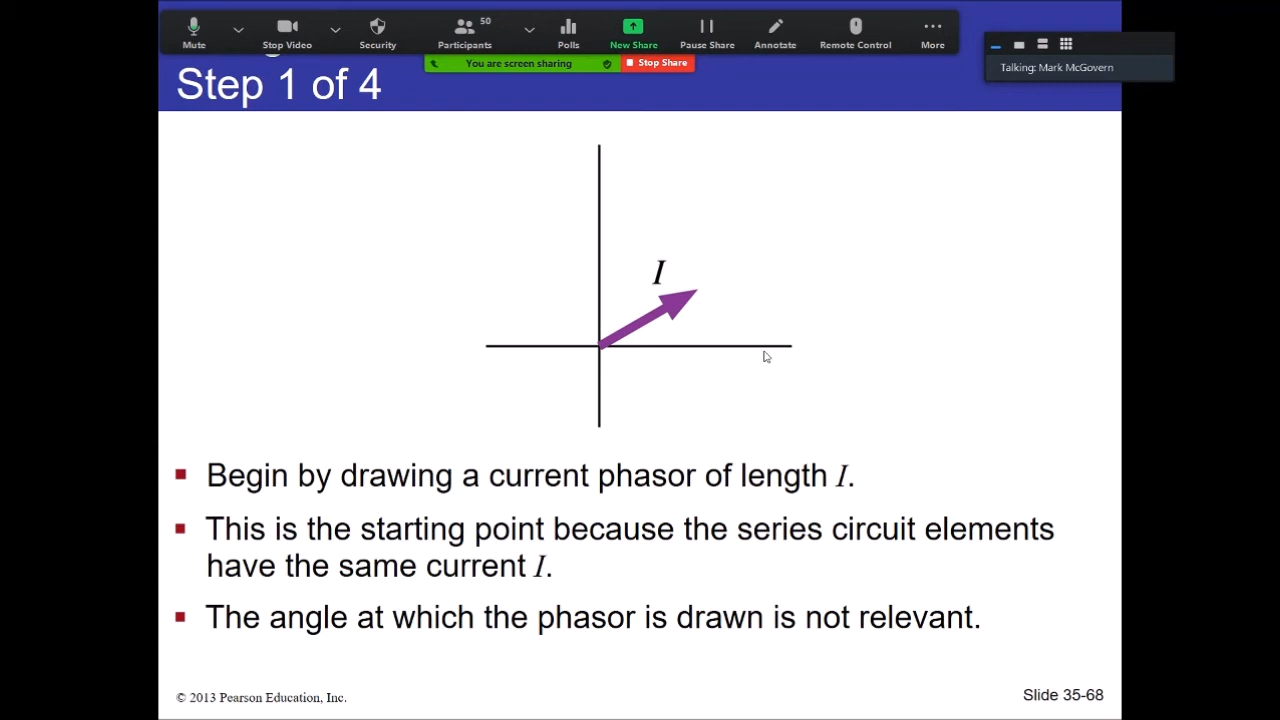 50
Mute
Stop Video
Security
Participants
Polls
New Share
Pause Share
Annotate
Remote Control
More
You are screen sharing
Stop Share
Talking: Mark McGovern
Step 1 of 4
I
Begin by drawing a current phasor of length I.
This is the starting point because the series circuit elements
have the same current I.
The angle at which the phasor is drawn is not relevant.
© 2013 Pearson Education, Inc.
Slide 35-68